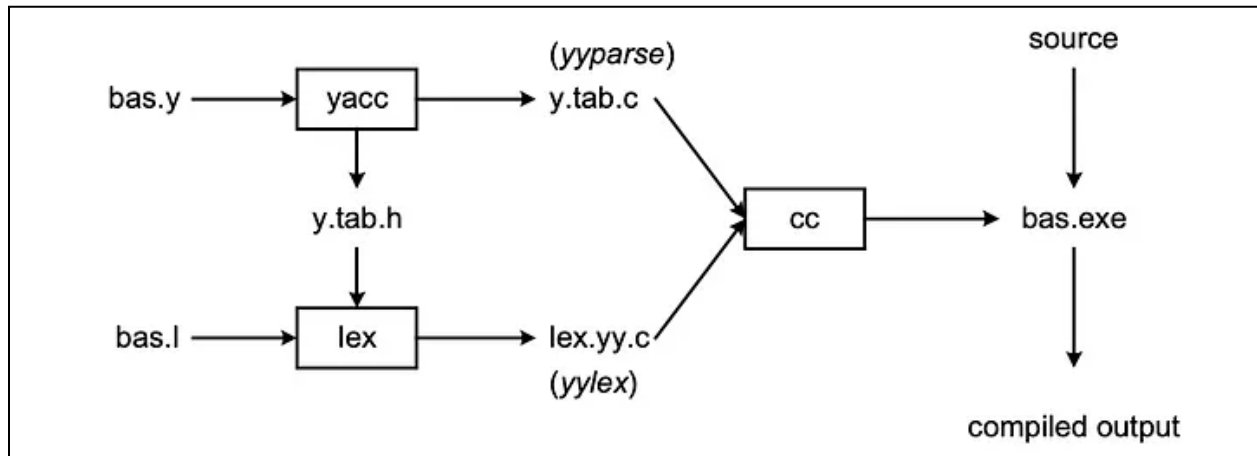 source
(yyparse)
bas.y yacc y.tab.c
y.tab.h cc bas.exe
bas.l lex lex.yy.c
(yylex)
compiled output